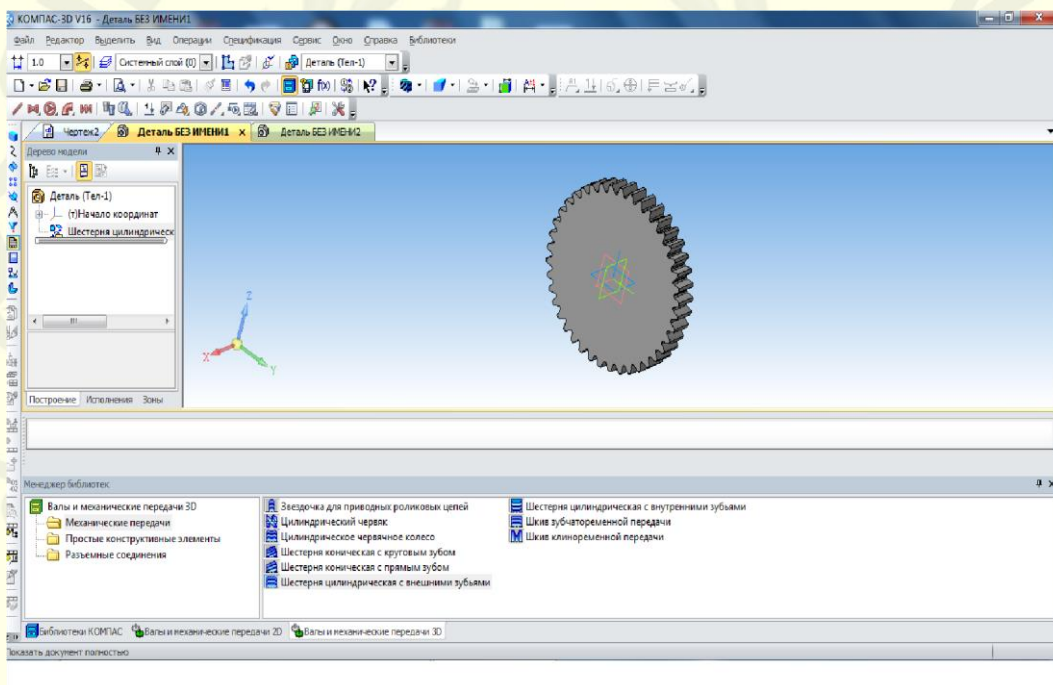 КОМПАС-3D V16 - Деталь БЕЗ ИМЕНИ1
Файл Редактор Выделить Вид Операции Спецификация Сервис Окно Справка Библиотеки
1.0 Системный слой (0) Деталь (Тел-1)
Чертеж2 Деталь БЕЗ ИМЕНИ1 Деталь БЕЗ ИМЕНИ2
Дерево модели
Деталь (Тел-1)
(т)Начало координат
Шестерня цилиндрическ
Z
X
Y
Построение Исполнения Зоны
Менеджер библиотек
Валы и механические передачи 3D
Механические передачи
Простые конструктивные элементы
Разъемные соединения
Звездочка для приводных роликовых цепей
Цилиндрический червяк
Цилиндрическое червячное колесо
Шестерня коническая с круговым зубом
Шестерня коническая с прямым зубом
Шестерня цилиндрическая с внешними зубьями
Шестерня цилиндрическая с внутренними зубьями
Шкив зубчатоременной передачи
Шкив клиноременной передачи
Библиотеки КОМПАС Валы и механические передачи 2D Валы и механические передачи 3D
Показать документ полностью